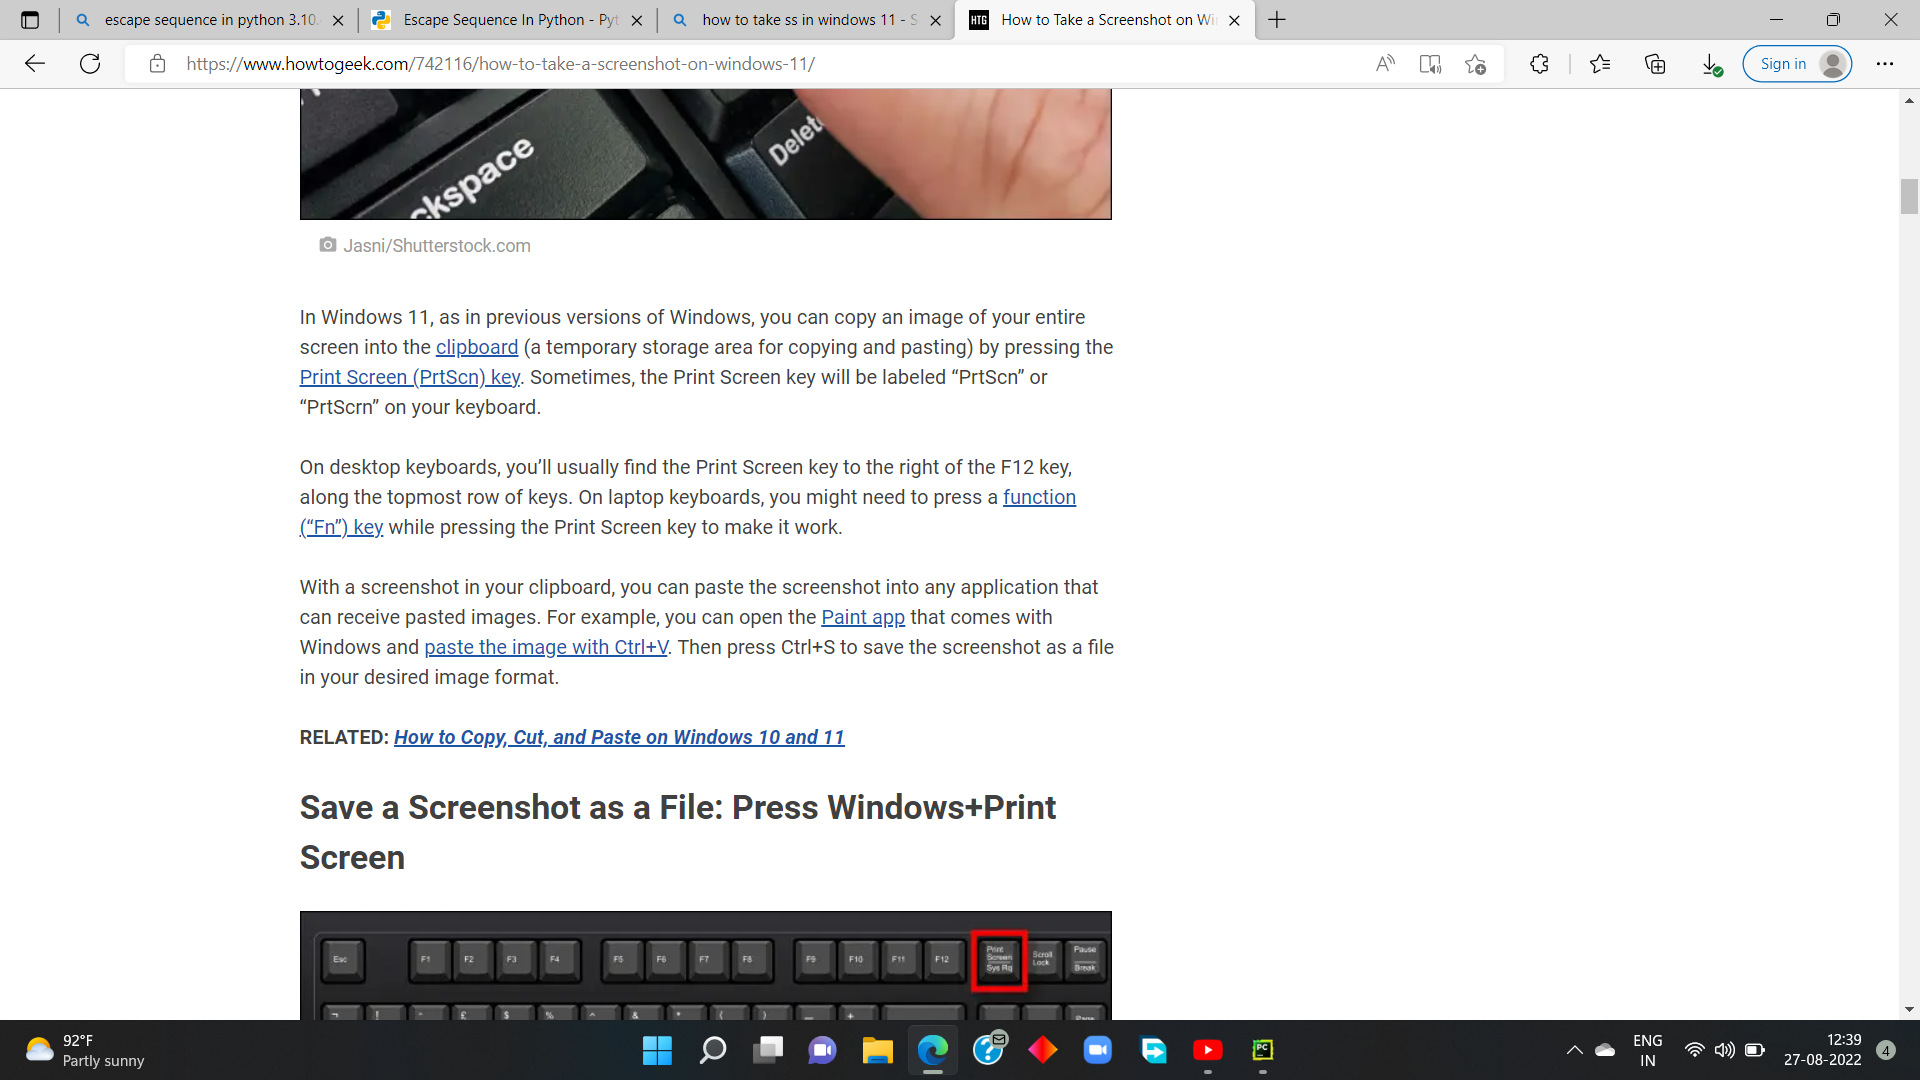 escape sequence in python 3.10.
Escape Sequence In Python - Pyt
how to take ss in windows 11 - S
HTG How to Take a Screenshot on Wi
https://www.howtogeek.com/742116/how-to-take-a-screenshot-on-windows-11/
Sign in
ckspace
Delete
Jasni/Shutterstock.com
In Windows 11, as in previous versions of Windows, you can copy an image of your entire
screen into the clipboard (a temporary storage area for copying and pasting) by pressing the
Print Screen (PrtScn) key. Sometimes, the Print Screen key will be labeled “PrtScn” or
“PrtScrn” on your keyboard.
On desktop keyboards, you’ll usually find the Print Screen key to the right of the F12 key,
along the topmost row of keys. On laptop keyboards, you might need to press a function
(“Fn”) key while pressing the Print Screen key to make it work.
With a screenshot in your clipboard, you can paste the screenshot into any application that
can receive pasted images. For example, you can open the Paint app that comes with
Windows and paste the image with Ctrl+V. Then press Ctrl+S to save the screenshot as a file
in your desired image format.
RELATED: How to Copy, Cut, and Paste on Windows 10 and 11
Save a Screenshot as a File: Press Windows+Print
Screen
Esc F1 F2 F3 F4 F5 F6 F7 F8 F9 F10 F11 F12
Print Screen Sys Rq
Scroll Lock
Pause Break
¬ ! " £ $ % ^ & * ( ) _ +
Page
92°F
Partly sunny
PC
ENG
IN
12:39
27-08-2022
4